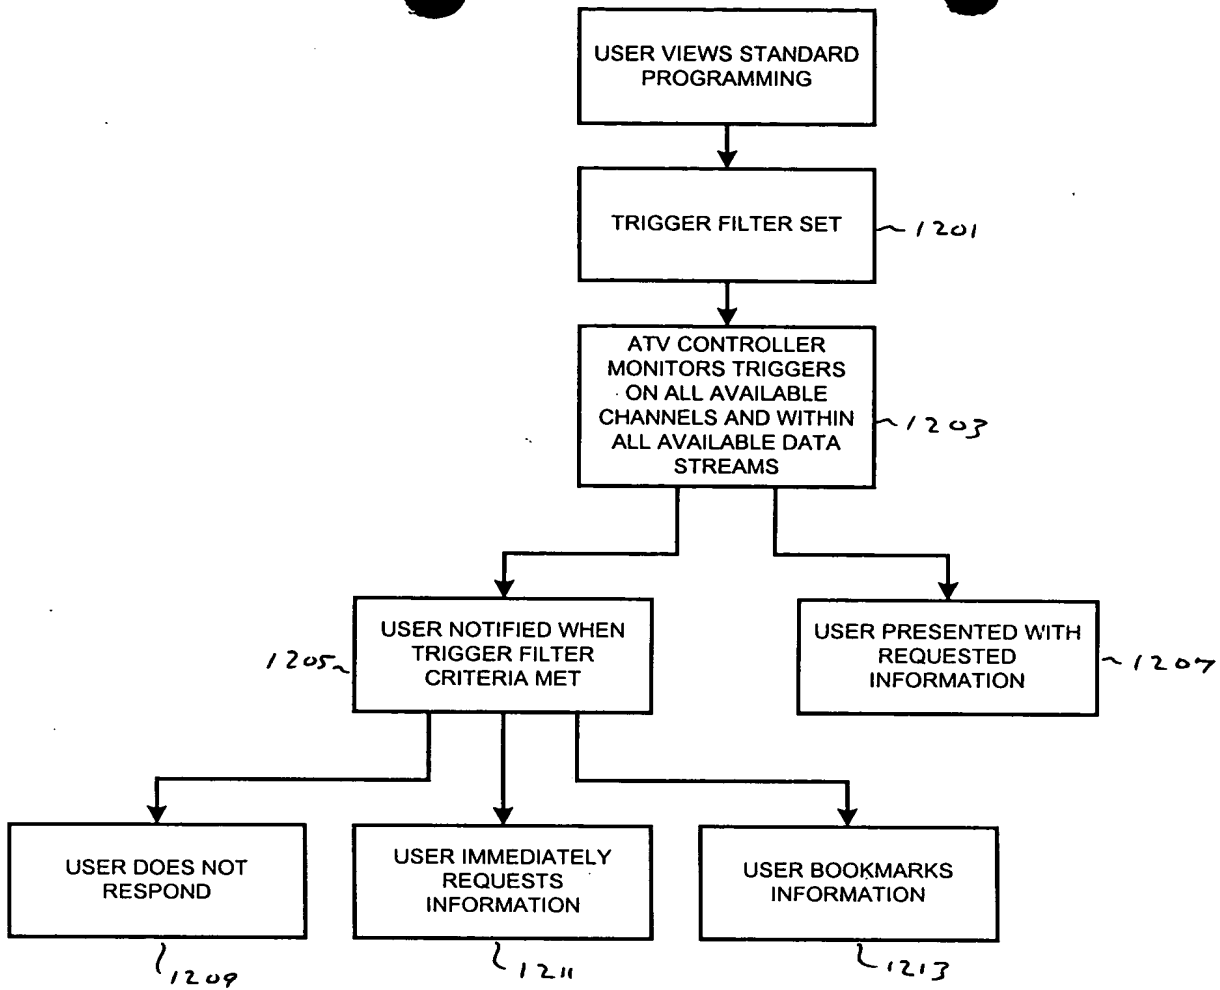 USER VIEWS STANDARD
PROGRAMMING
TRIGGER FILTER SET
1201
ATV CONTROLLER
MONITORS TRIGGERS
ON ALL AVAILABLE
CHANNELS AND WITHIN
ALL AVAILABLE DATA
STREAMS
1203
USER NOTIFIED WHEN
TRIGGER FILTER
CRITERIA MET
1205
USER PRESENTED WITH
REQUESTED
INFORMATION
1207
USER DOES NOT
RESPOND
1209
USER IMMEDIATELY
REQUESTS
INFORMATION
1211
USER BOOKMARKS
INFORMATION
1213